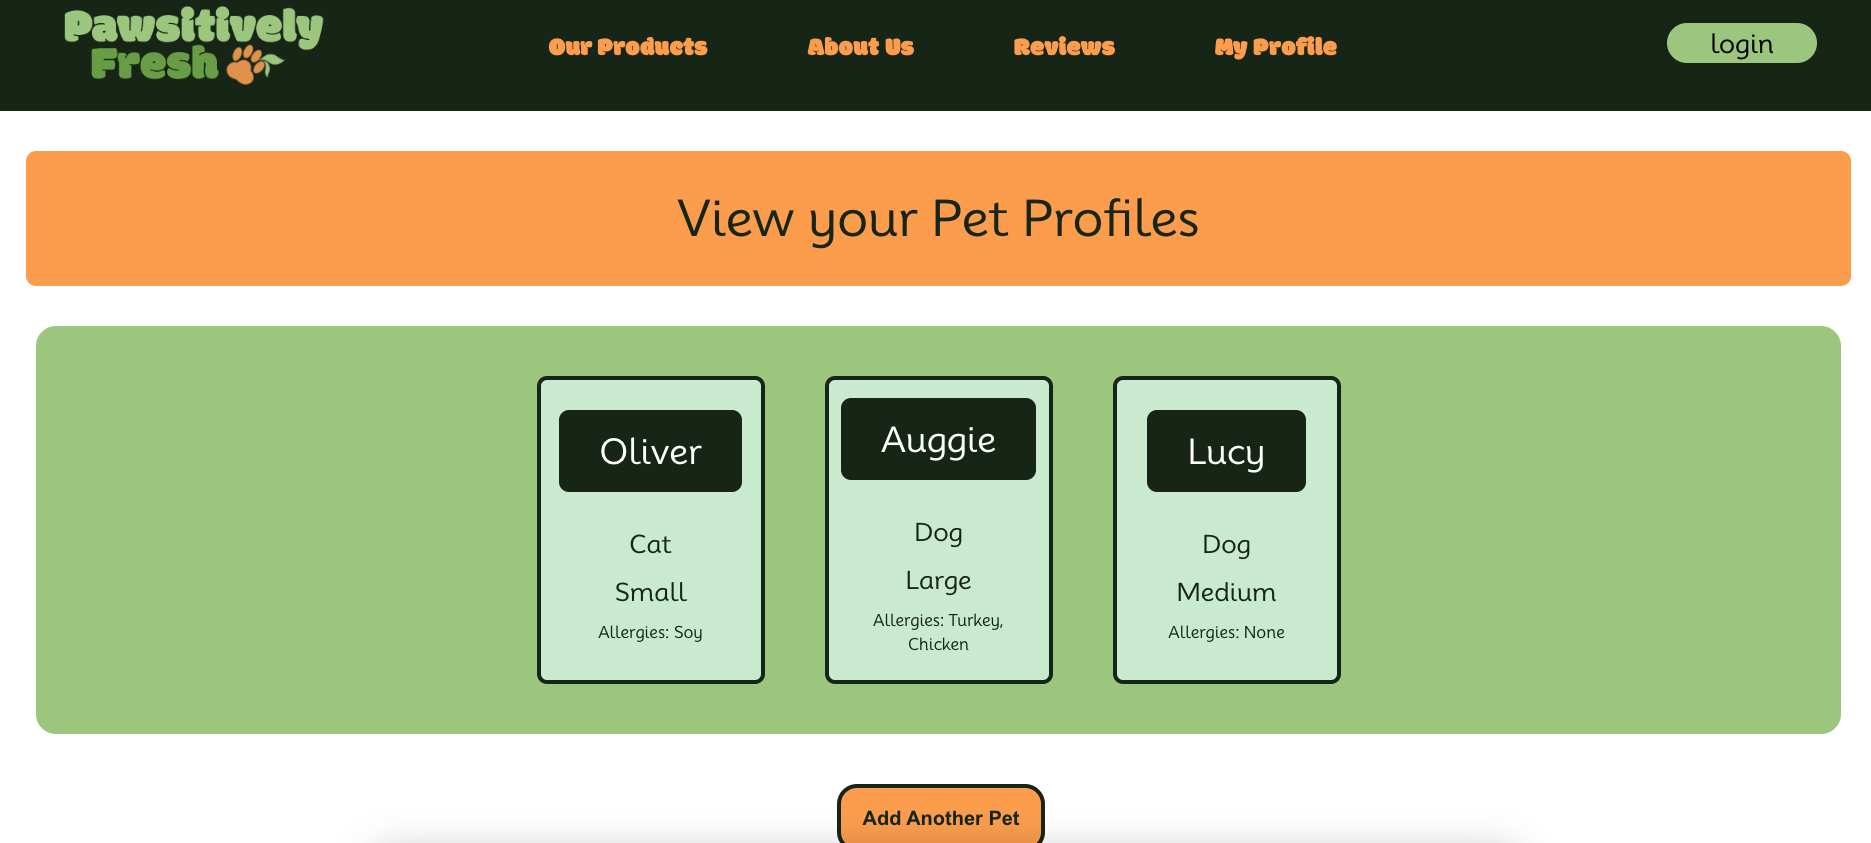 Pawsitively
Fresh
Our Products About Us Reviews My Profile
login
View your Pet Profiles
Oliver
Cat
Small
Allergies: Soy
Auggie
Dog
Large
Allergies: Turkey,
Chicken
Lucy
Dog
Medium
Allergies: None
Add Another Pet